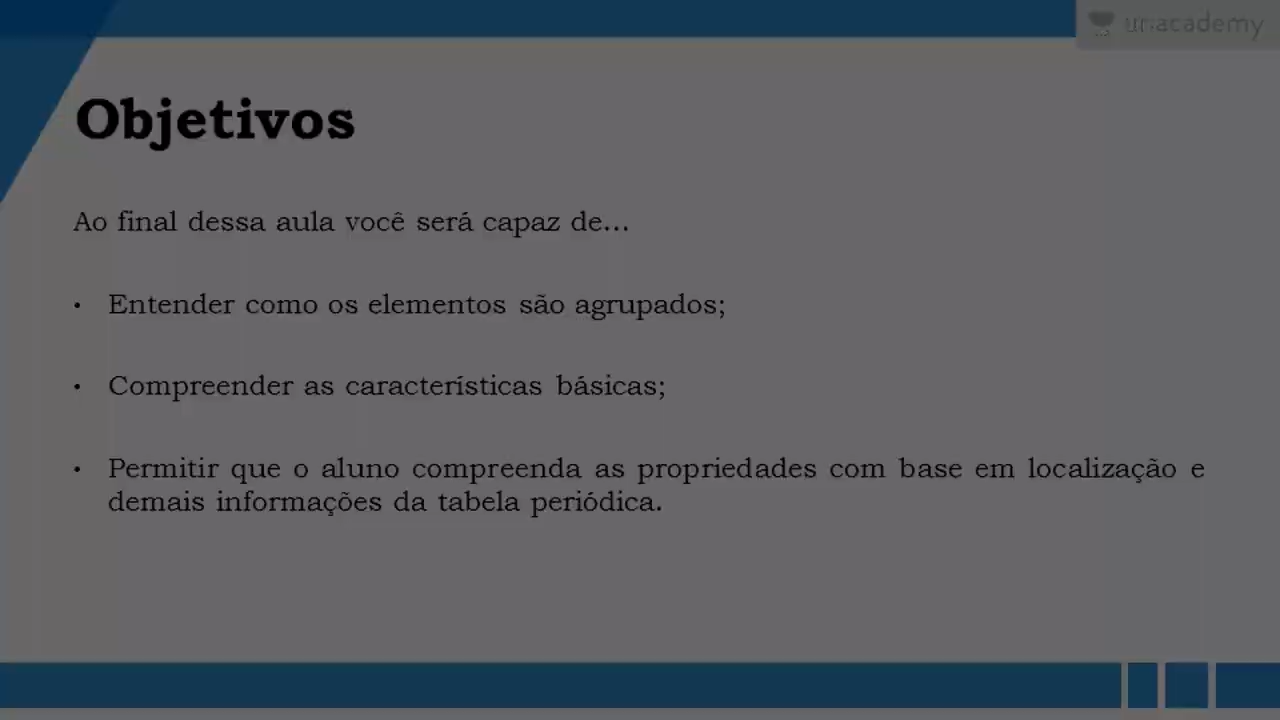 unacademy
Objetivos
Ao final dessa aula você será capaz de...
• Entender como os elementos são agrupados;
• Compreender as características básicas;
• Permitir que o aluno compreenda as propriedades com base em localização e
demais informações da tabela periódica.